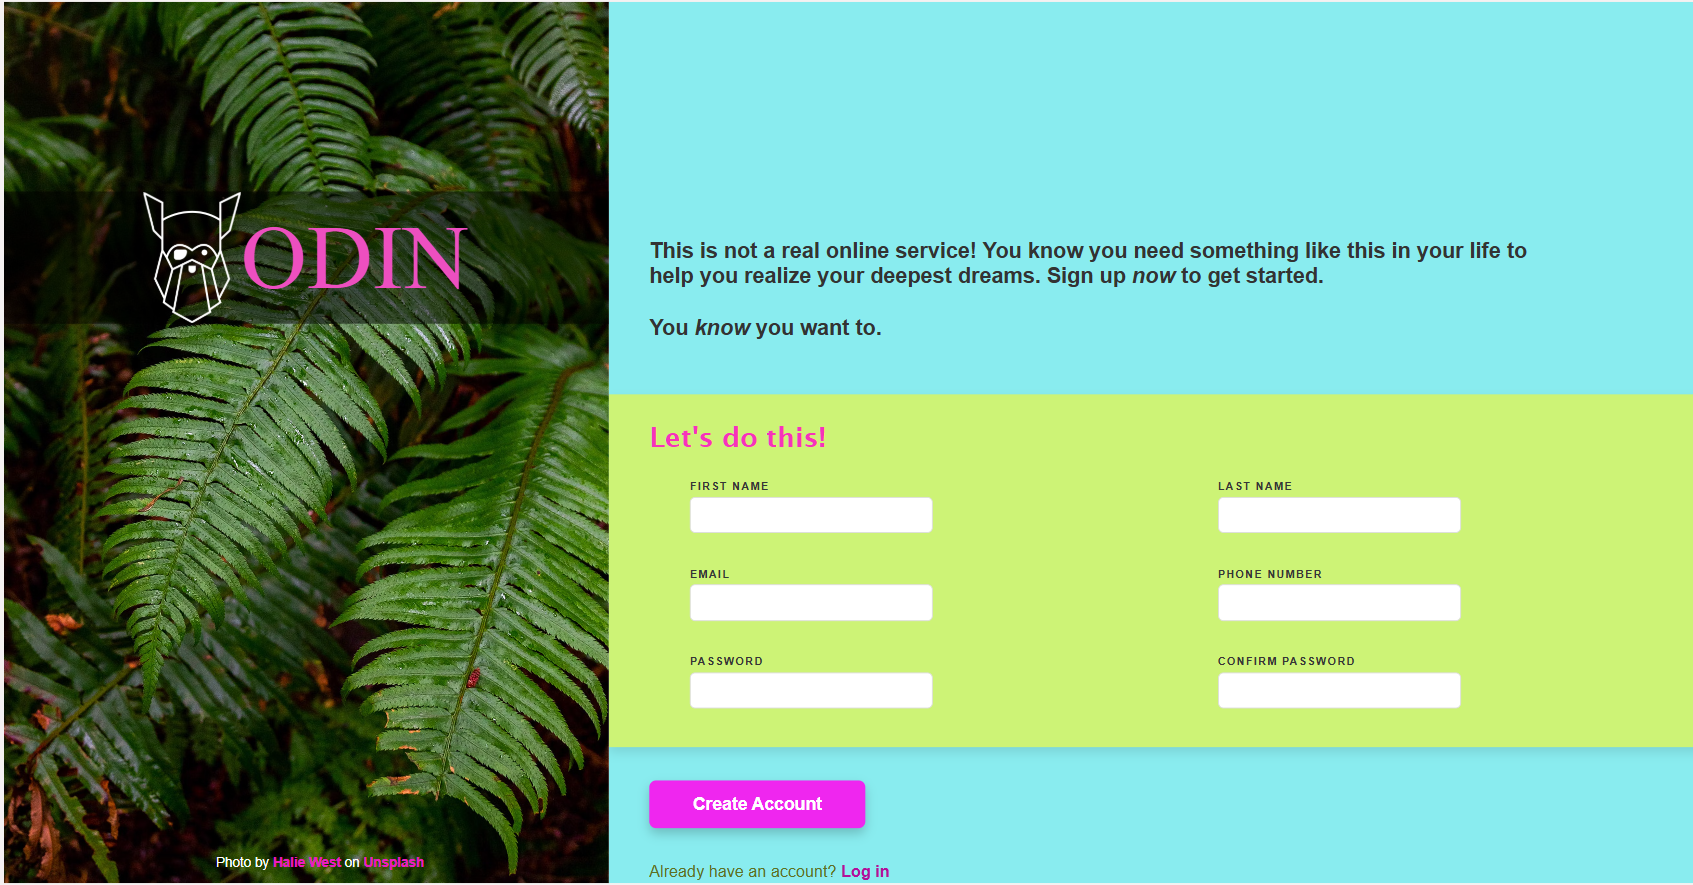 ODIN
Photo by Halie West on Unsplash
This is not a real online service! You know you need something like this in your life to
help you realize your deepest dreams. Sign up now to get started.
You know you want to.
Let's do this!
FIRST NAME
LAST NAME
EMAIL
PHONE NUMBER
PASSWORD
CONFIRM PASSWORD
Create Account
Already have an account? Log in